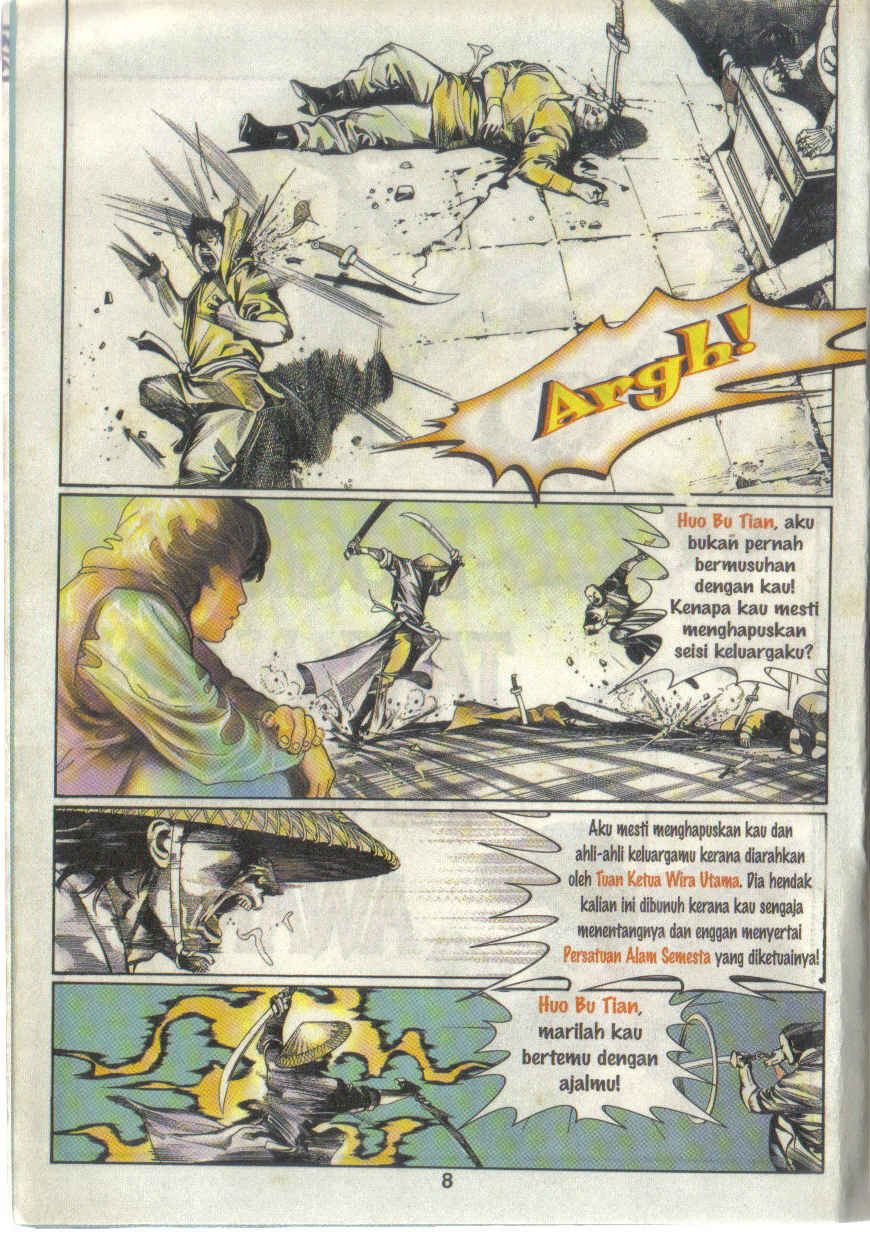 Argh!
Huo Bu Tian, aku
bukan pernah
bermusuhan
dengan kau!
Kenapa kau mesti
menghapuskan
seisi keluargaku?
Aku mesti menghapuskan kau dan
ahli-ahli keluargamu kerana diarahkan
oleh Tuan Ketua Wira Utama. Dia hendak
kalian ini dibunuh kerana kau sengaja
menentangnya dan enggan menyertai
Persatuan Alam Semesta yang diketuainya!
Huo Bu Tian,
marilah kau
bertemu dengan
ajalmu!
8